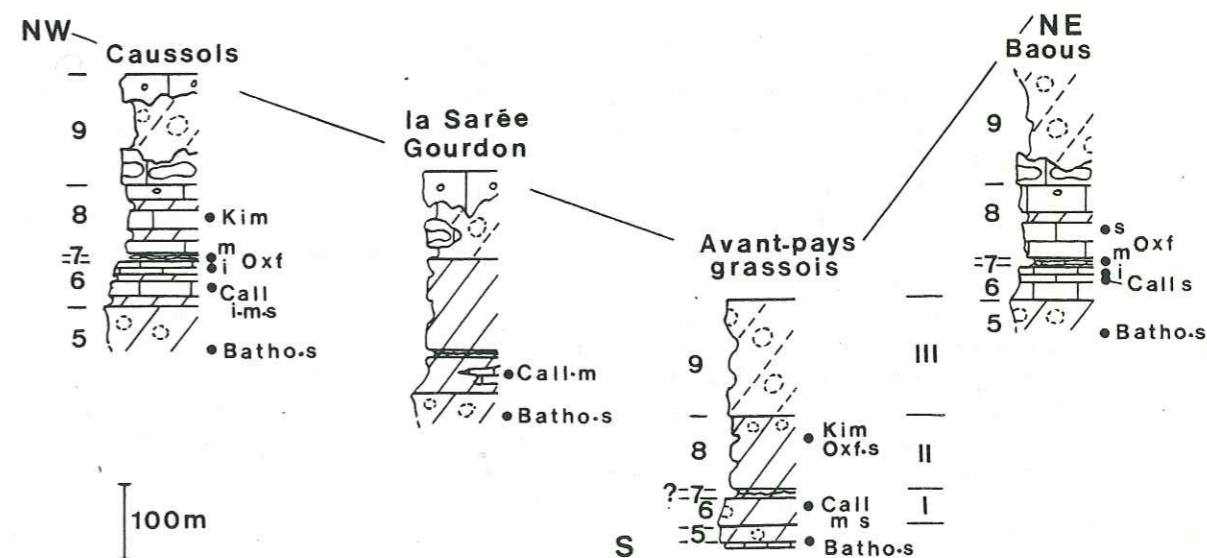 NW
Caussols
9
8
=7=
6
5
Kim
m
i Oxf
Call
i-m-s
Batho.s
100m
la Sarée
Gourdon
Call.m
Batho.s
Avant-pays
grassois
9
8
?=7=
6
=5=
Kim
Oxf.s
Call
m s
Batho.s
III
II
I
S
NE
Baous
9
8
=7=
6
5
s
m Oxf
i
Call s
Batho.s